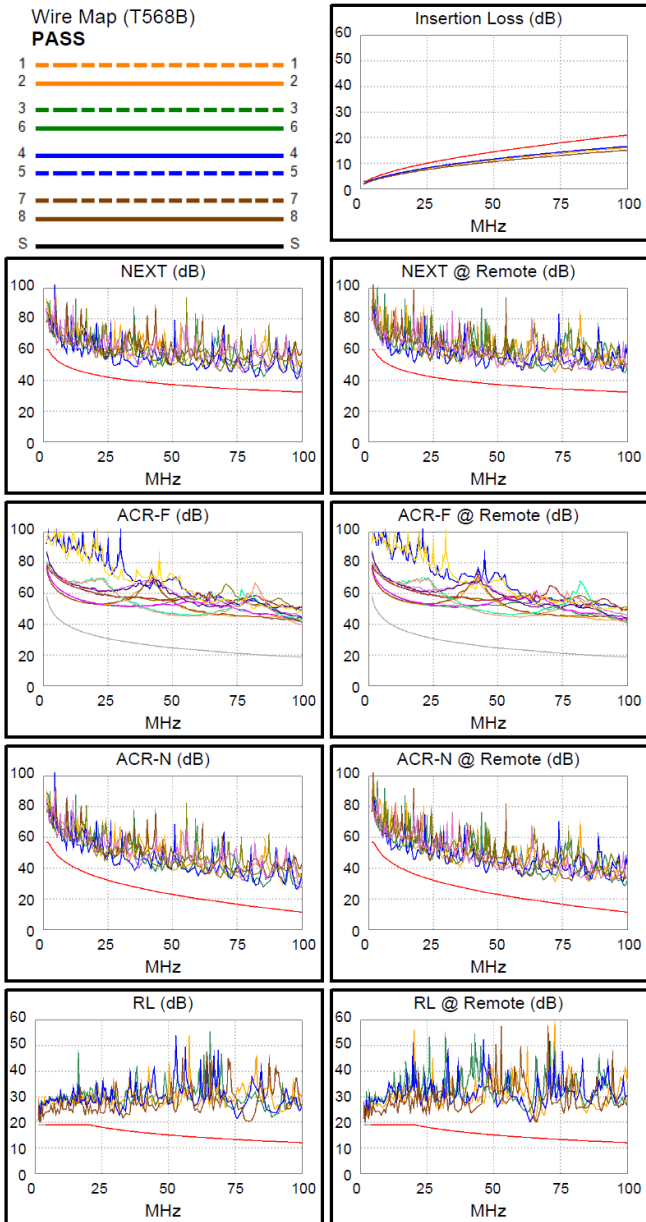 Wire Map (T568B)
PASS
1 1
2 2
3 3
6 6
4 4
5 5
7 7
8 8
S S
Insertion Loss (dB)
60
50
40
30
20
10
0
0 25 50 75 100
MHz
NEXT (dB)
100
80
60
40
20
0
0 25 50 75 100
MHz
NEXT @ Remote (dB)
100
80
60
40
20
0
0 25 50 75 100
MHz
ACR-F (dB)
100
80
60
40
20
0
0 25 50 75 100
MHz
ACR-F @ Remote (dB)
100
80
60
40
20
0
0 25 50 75 100
MHz
ACR-N (dB)
100
80
60
40
20
0
0 25 50 75 100
MHz
ACR-N @ Remote (dB)
100
80
60
40
20
0
0 25 50 75 100
MHz
RL (dB)
60
50
40
30
20
10
0
0 25 50 75 100
MHz
RL @ Remote (dB)
60
50
40
30
20
10
0
0 25 50 75 100
MHz